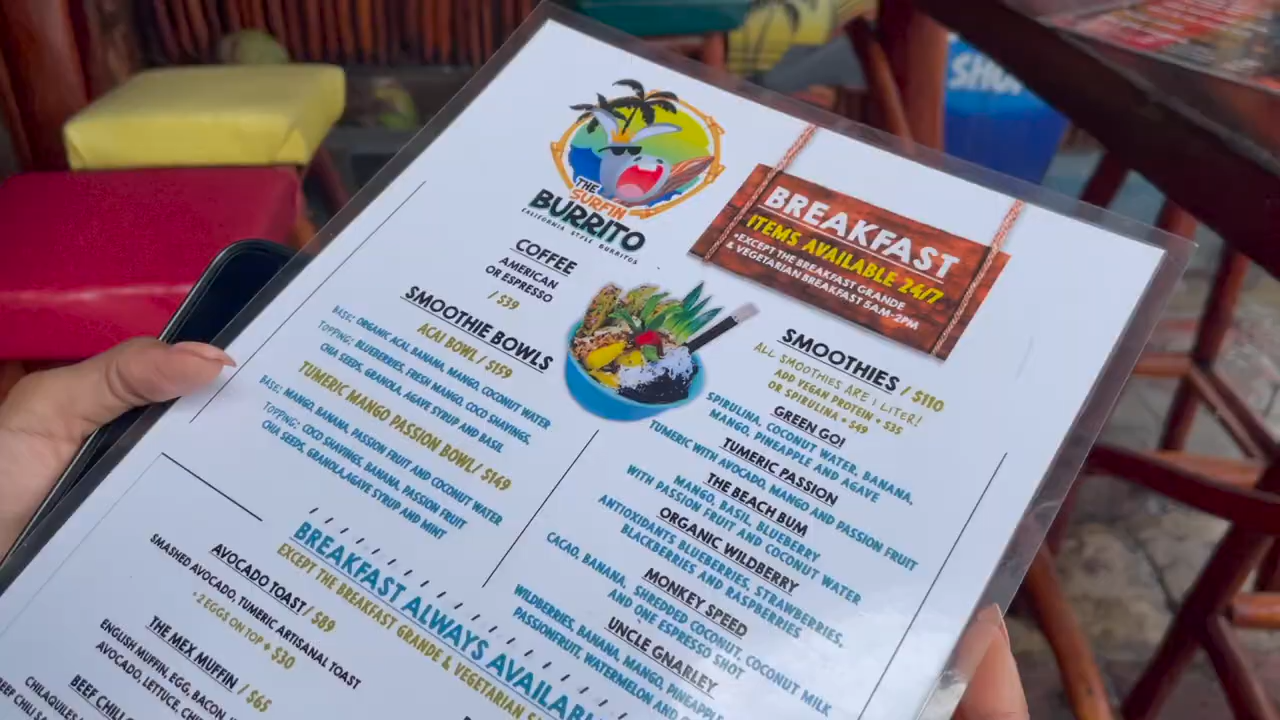 THE
SURFIN
BURRITO
CALIFORNIA STYLE BURRITOS
BREAKFAST
ITEMS AVAILABLE 24/7
*EXCEPT THE BREAKFAST GRANDE
& VEGETARIAN BREAKFAST 5AM-2PM
COFFEE
AMERICAN
OR ESPRESSO
/ $39
SMOOTHIE BOWLS
ACAI BOWL / $159
BASE: ORGANIC ACAI, BANANA, MANGO, COCONUT WATER
TOPPING: BLUEBERRIES, FRESH MANGO, COCO SHAVINGS,
CHIA SEEDS, GRANOLA, AGAVE SYRUP AND BASIL
TUMERIC MANGO PASSION BOWL / $149
BASE: MANGO, BANANA, PASSION FRUIT AND COCONUT WATER
TOPPING: COCO SHAVINGS, BANANA, PASSION FRUIT
CHIA SEEDS, GRANOLA, AGAVE SYRUP AND MINT
SMOOTHIES / $110
ALL SMOOTHIES ARE 1 LITER!
ADD VEGAN PROTEIN + $35
OR SPIRULINA + $49
GREEN GO!
SPIRULINA, COCONUT WATER, BANANA,
MANGO, PINEAPPLE AND AGAVE
TUMERIC PASSION
TUMERIC WITH AVOCADO, MANGO AND PASSION FRUIT
THE BEACH BUM
MANGO, BASIL, BLUEBERRY
WITH PASSION FRUIT AND COCONUT WATER
ORGANIC WILDBERRY
ANTIOXIDANTS BLUEBERRIES, STRAWBERRIES,
BLACKBERRIES AND RASPBERRIES
MONKEY SPEED
CACAO, BANANA, SHREDDED COCONUT, COCONUT MILK
AND ONE ESPRESSO SHOT
UNCLE GNARLEY
WILDBERRIES, BANANA, MANGO, PINEAPPLE
PASSIONFRUIT, WATERMELON AND
BREAKFAST ALWAYS AVAILABL
EXCEPT THE BREAKFAST GRANDE & VEGETARIAN
AVOCADO TOAST / $89
SMASHED AVOCADO, TUMERIC ARTISANAL TOAST
+ 2 EGGS ON TOP + $30
THE MEX MUFFIN / $65
ENGLISH MUFFIN, EGG, BACON,
AVOCADO, LETTUCE,
BEEF
CHILAQUILES